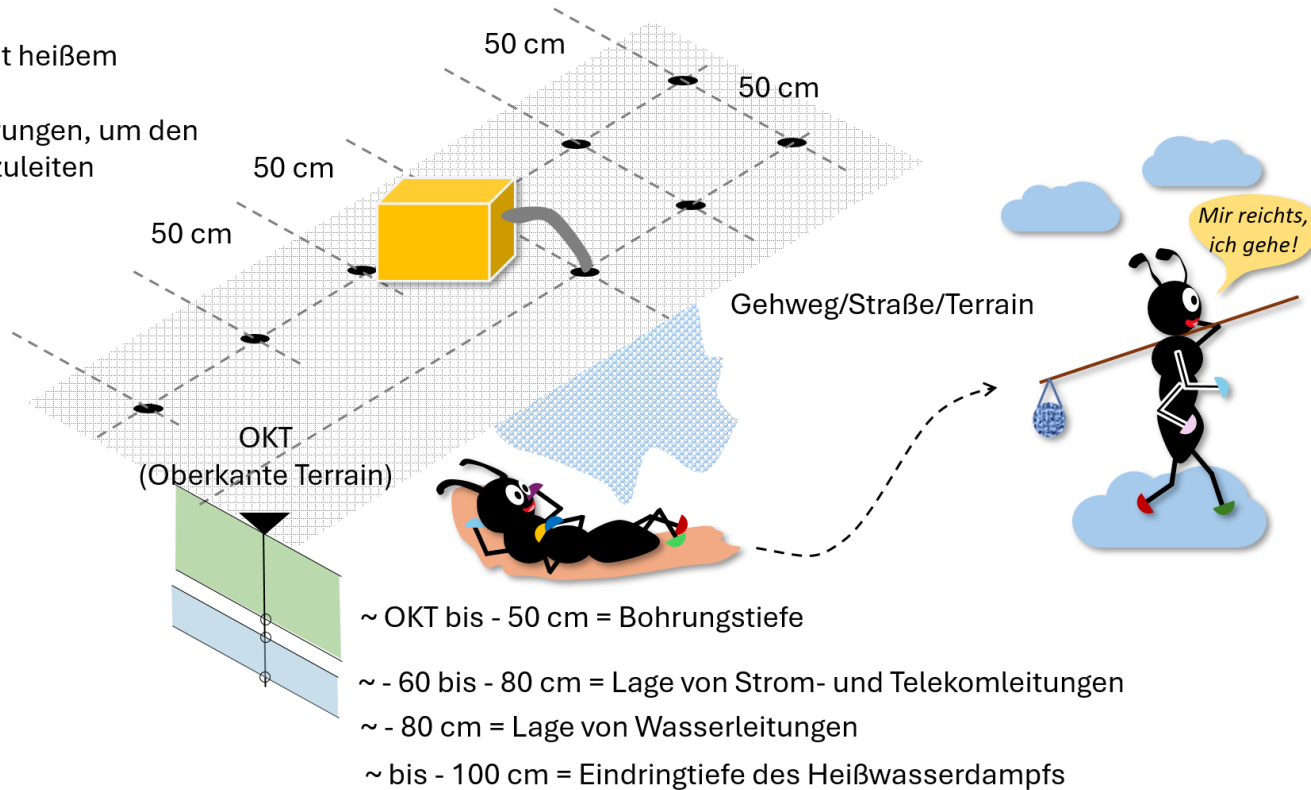 t heißem
rungen, um den
zuleiten
50 cm
50 cm
50 cm
50 cm
Mir reichts,
ich gehe!
Gehweg/Straße/Terrain
OKT
(Oberkante Terrain)
~ OKT bis - 50 cm = Bohrungstiefe
~ - 60 bis - 80 cm = Lage von Strom- und Telekomleitungen
~ - 80 cm = Lage von Wasserleitungen
~ bis - 100 cm = Eindringtiefe des Heißwasserdampfs